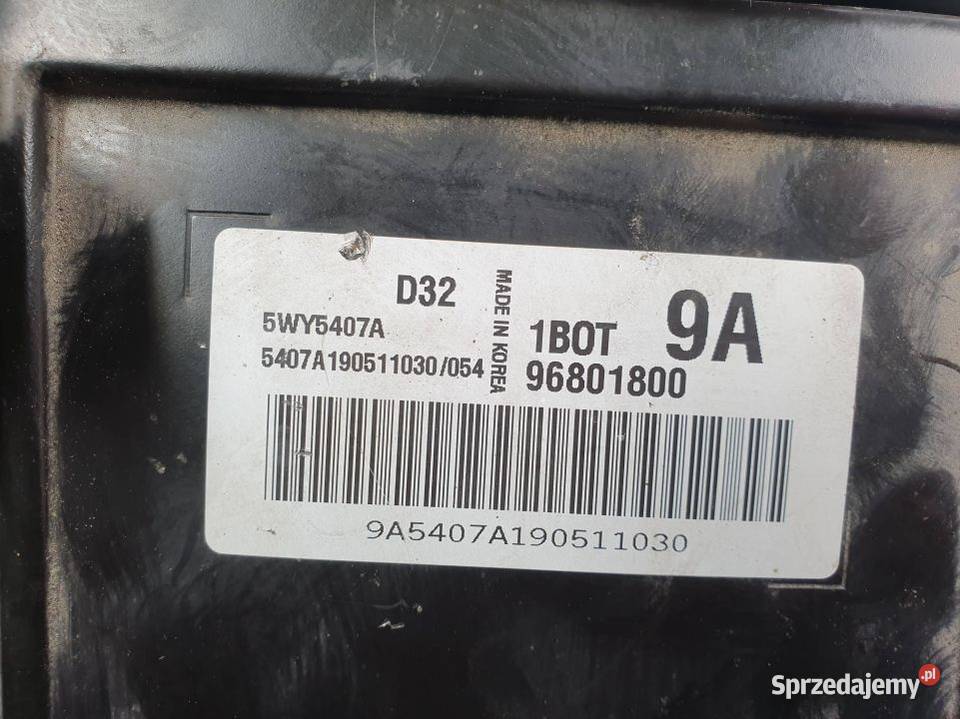 D32
5WY5407A
5407A190511030/054
MADE IN KOREA
1BOT 9A
96801800
9A5407A190511030
Sprzedajemy.pl